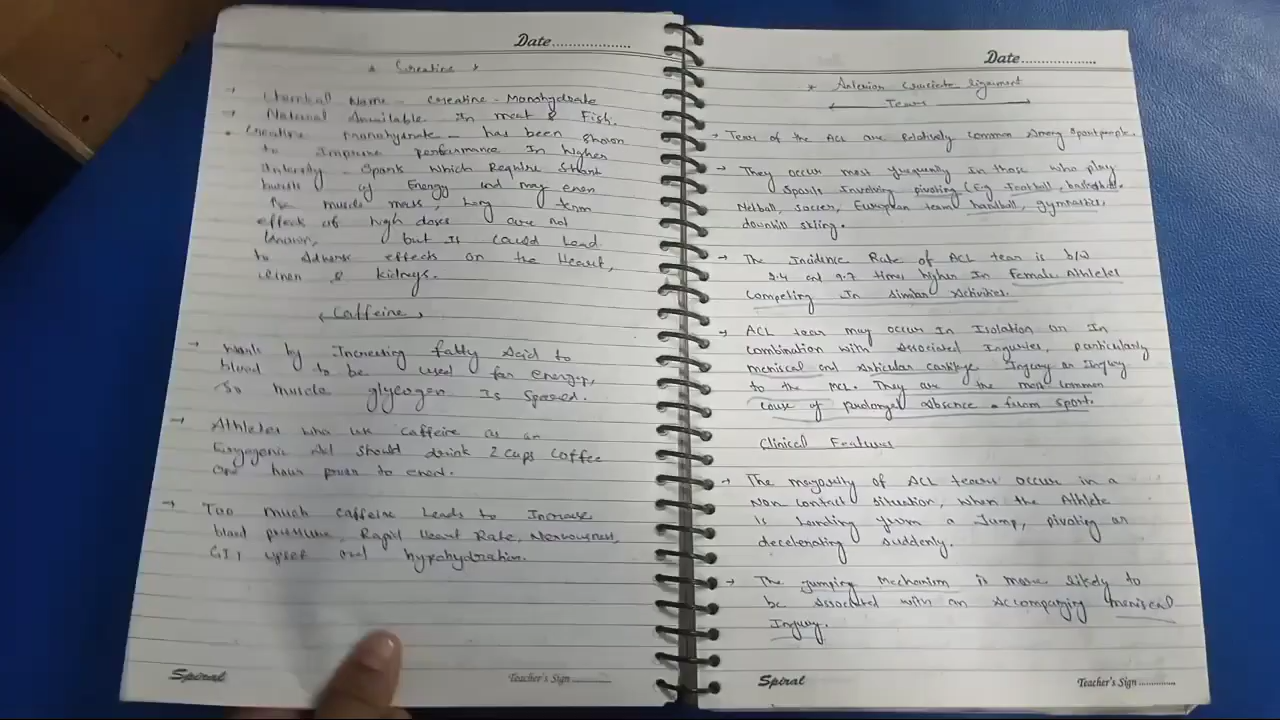 Date..................
* Creatine *
→ Chemical Name - Creatine - Monohydrate
→ Natural Available In meat & Fish.
• Creatine monohydrate - has been shown
to Improve performance In higher
Intensity Sports which Require Short
bursts of Energy and may even
muscle mass, long term
effect of high doses are not
known, but it could lead
to Adverse effects on the Heart,
& kidneys.
Caffeine
→ works by Increasing fatty Acid to
blood to be used for energy,
So muscle glycogen Is Spared.
→ Athletes who use caffeine as an
Aid should drink 2 cups coffee
hour prior to
→ Too much caffeine Leads to Increase
blood pressure, Rapid Heart Rate, Nervousness,
GIT upset and
Spiral
Teacher's Sign ............
Date..................
* Anterior Cruciate ligament
Tears
→ Tears of the ACL are Relatively common Among Sportpeople.
→ They occur most frequently In those who play
Sports Involving pivoting (Eg Football, basketball,
Netball, soccer, European team handball, gymnastics,
downhill skiing.
→ The Incidence Rate of ACL tear is b/w
2.4 and 9.7 times higher In Female Athletes
Competing In Similar Activities.
→ ACL tear may occur In Isolation or In
Combination with Associated Injuries, particularly
meniscal and Articular cartilage Injury or Injury
to the MCL. They are the most common
cause of prolonged absence from sport.
Clinical Features
→ The majority of ACL tears occur in a
Non contact situation, when the Athlete
Is landing from a Jump, pivoting or
decelerating suddenly.
→ The Jumping Mechanism is more likely to
be Associated with an Accompanying meniscal
Injury.
Spiral
Teacher's Sign ............